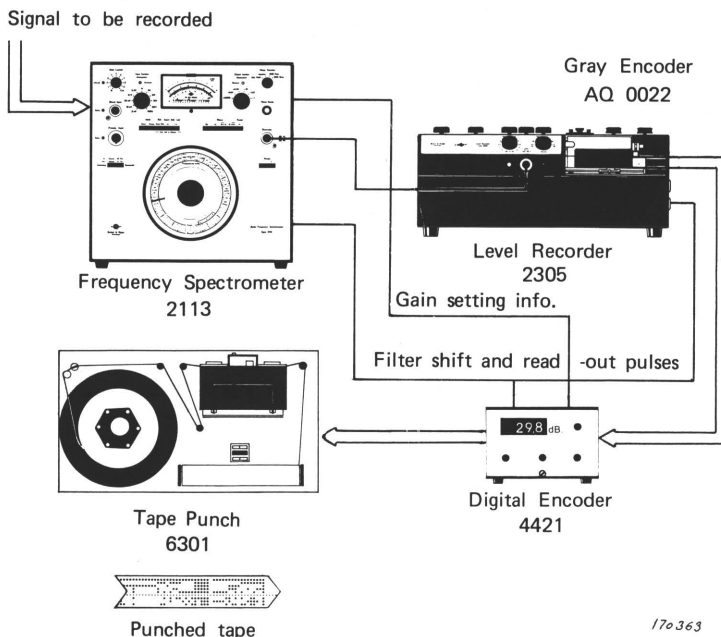 Signal to be recorded
Gray Encoder
AQ 0022
Level Recorder
2305
Frequency Spectrometer
2113
Gain setting info.
Filter shift and read -out pulses
29.8 dB.
Digital Encoder
4421
Tape Punch
6301
Punched tape
170363